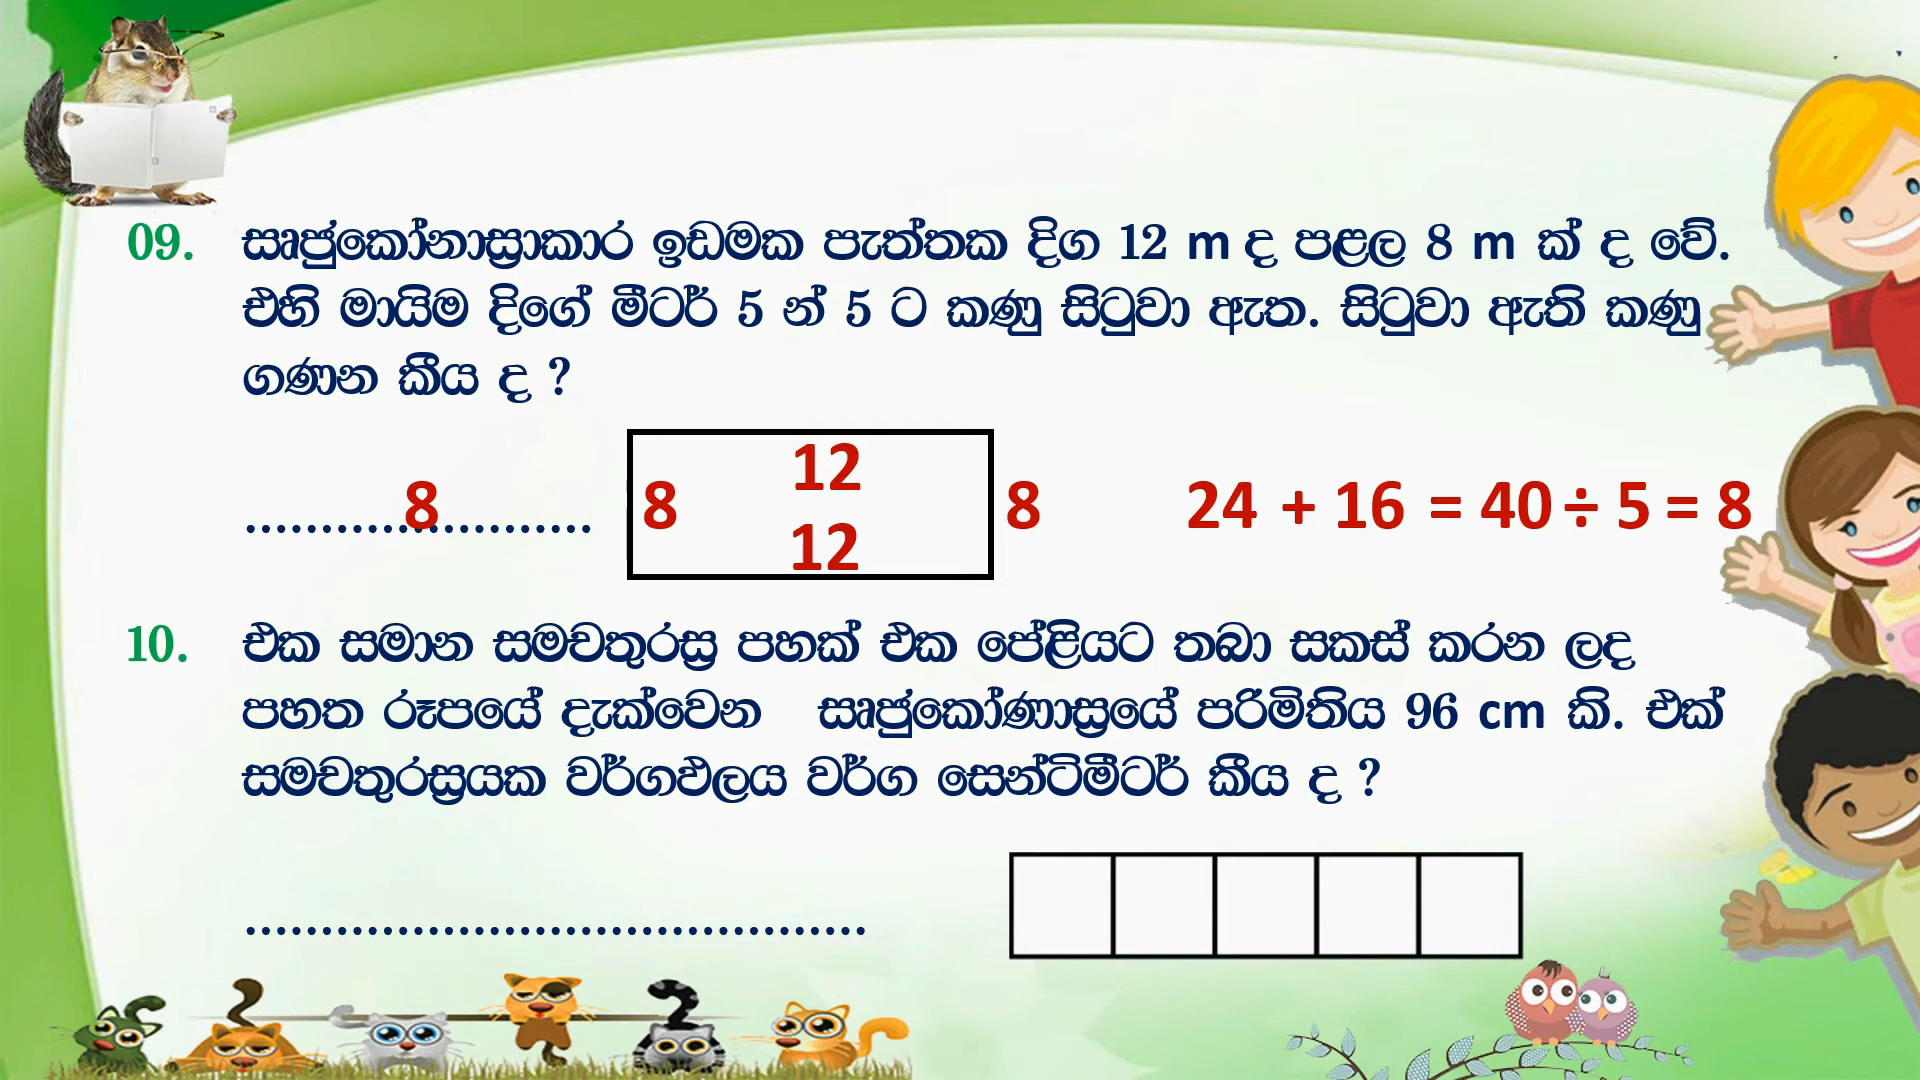 09. සෘජුකෝනාස්‍රාකාර ඉඩමක පැත්තක දිග 12 m ද පළල 8 m ක් ද වේ.
එහි මායිම දිගේ මීටර් 5 න් 5 ට කණු සිටුවා ඇත. සිටුවා ඇති කණු
ගණන කීය ද ?
12
........8........ 8 8 24 + 16 = 40 ÷ 5 = 8
12
10. එක සමාන සමචතුරස්‍ර පහක් එක පේළියට තබා සකස් කරන ලද
පහත රූපයේ දැක්වෙන සෘජුකෝණාස්‍රයේ පරිමිතිය 96 cm කි. එක්
සමචතුරස්‍රයක වර්ගඵලය වර්ග සෙන්ටිමීටර් කීය ද ?
..........................................